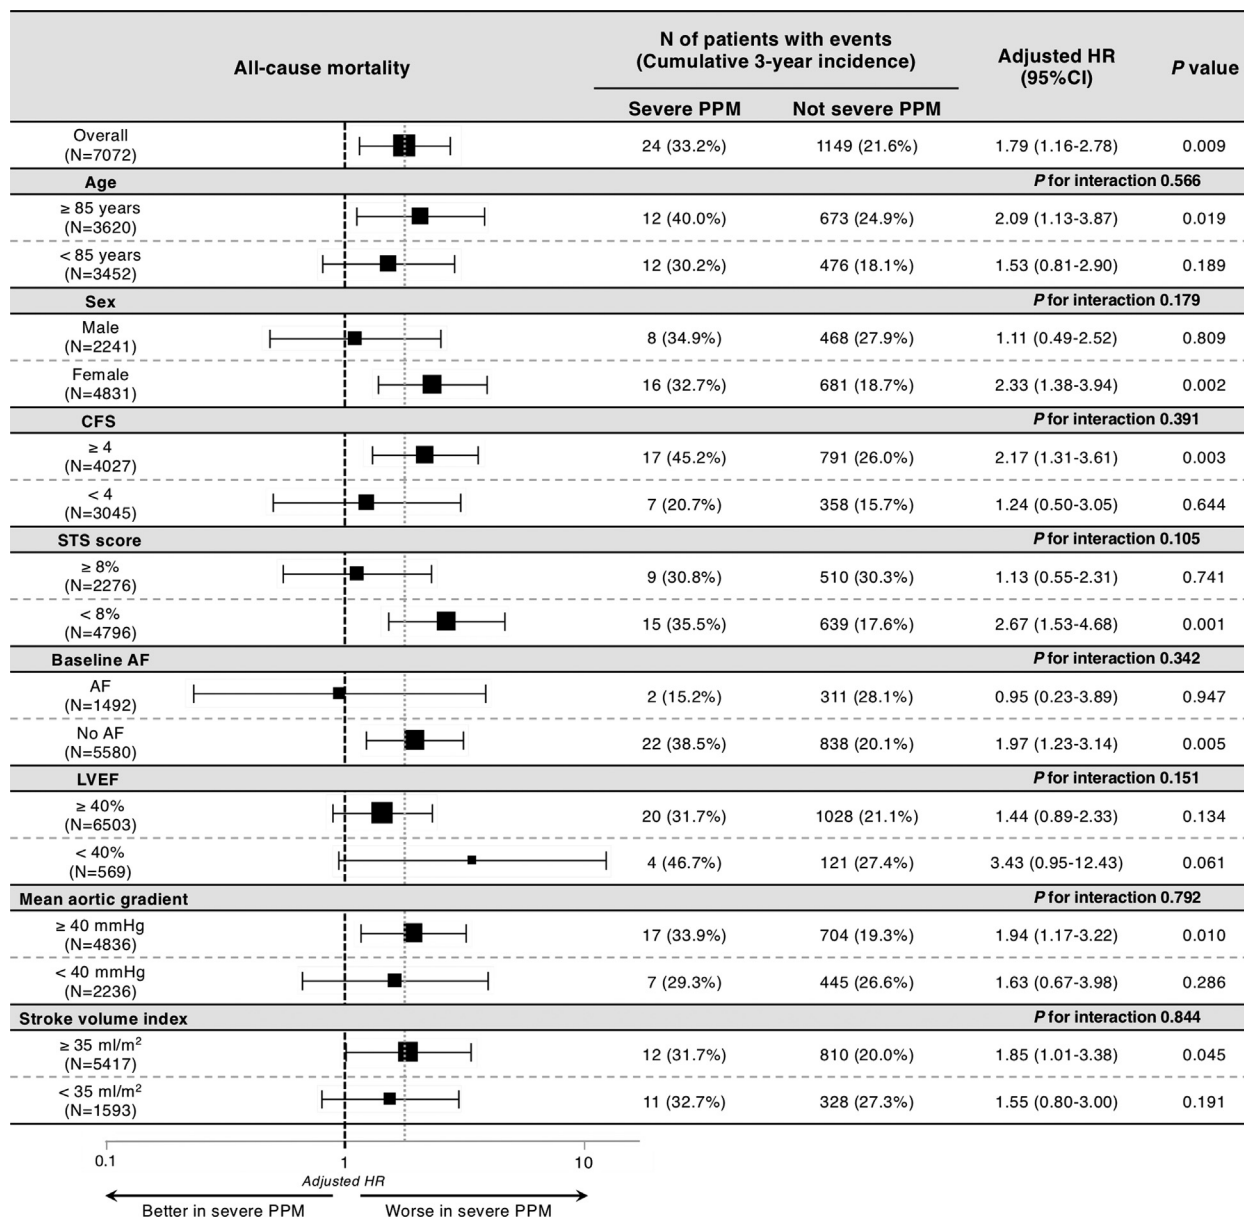 All-cause mortality
N of patients with events
(Cumulative 3-year incidence)
Adjusted HR
(95%CI)
P value
Severe PPM Not severe PPM
Overall
(N=7072)
24 (33.2%) 1149 (21.6%) 1.79 (1.16-2.78) 0.009
Age P for interaction 0.566
≥ 85 years
(N=3620)
12 (40.0%) 673 (24.9%) 2.09 (1.13-3.87) 0.019
< 85 years
(N=3452)
12 (30.2%) 476 (18.1%) 1.53 (0.81-2.90) 0.189
Sex P for interaction 0.179
Male
(N=2241)
8 (34.9%) 468 (27.9%) 1.11 (0.49-2.52) 0.809
Female
(N=4831)
16 (32.7%) 681 (18.7%) 2.33 (1.38-3.94) 0.002
CFS P for interaction 0.391
≥ 4
(N=4027)
17 (45.2%) 791 (26.0%) 2.17 (1.31-3.61) 0.003
< 4
(N=3045)
7 (20.7%) 358 (15.7%) 1.24 (0.50-3.05) 0.644
STS score P for interaction 0.105
≥ 8%
(N=2276)
9 (30.8%) 510 (30.3%) 1.13 (0.55-2.31) 0.741
< 8%
(N=4796)
15 (35.5%) 639 (17.6%) 2.67 (1.53-4.68) 0.001
Baseline AF P for interaction 0.342
AF
(N=1492)
2 (15.2%) 311 (28.1%) 0.95 (0.23-3.89) 0.947
No AF
(N=5580)
22 (38.5%) 838 (20.1%) 1.97 (1.23-3.14) 0.005
LVEF P for interaction 0.151
≥ 40%
(N=6503)
20 (31.7%) 1028 (21.1%) 1.44 (0.89-2.33) 0.134
< 40%
(N=569)
4 (46.7%) 121 (27.4%) 3.43 (0.95-12.43) 0.061
Mean aortic gradient P for interaction 0.792
≥ 40 mmHg
(N=4836)
17 (33.9%) 704 (19.3%) 1.94 (1.17-3.22) 0.010
< 40 mmHg
(N=2236)
7 (29.3%) 445 (26.6%) 1.63 (0.67-3.98) 0.286
Stroke volume index P for interaction 0.844
≥ 35 ml/m²
(N=5417)
12 (31.7%) 810 (20.0%) 1.85 (1.01-3.38) 0.045
< 35 ml/m²
(N=1593)
11 (32.7%) 328 (27.3%) 1.55 (0.80-3.00) 0.191
0.1 1 10
Adjusted HR
Better in severe PPM Worse in severe PPM